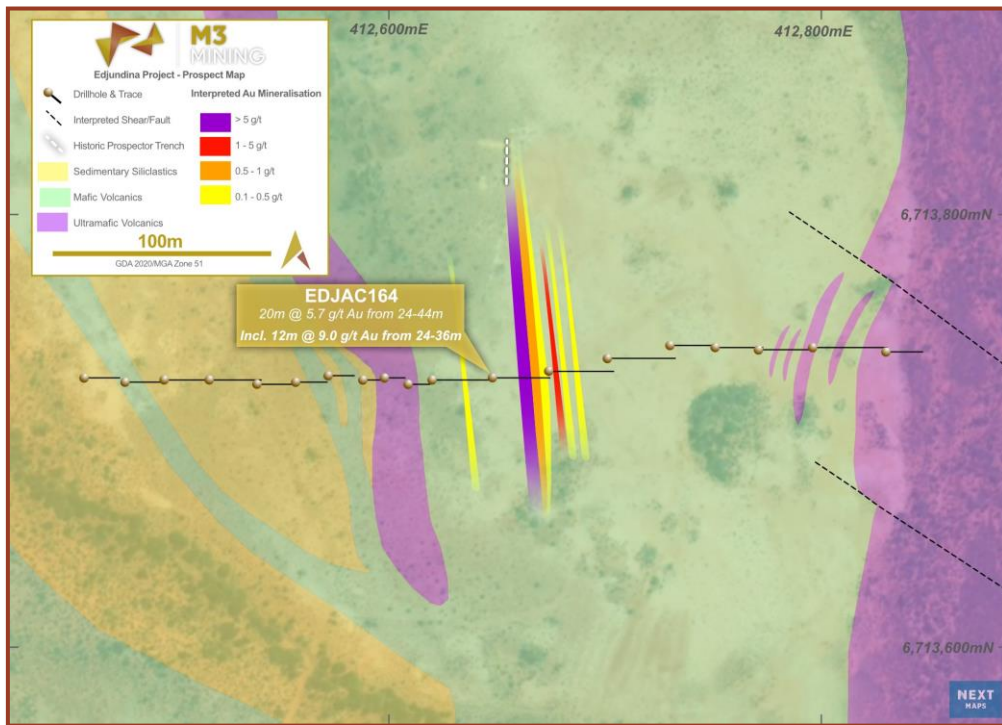 M3
MINING
Edjundina Project - Prospect Map
Drillhole & Trace
Interpreted Shear/Fault
Historic Prospector Trench
Sedimentary Siliclastics
Mafic Volcanics
Ultramafic Volcanics
Interpreted Au Mineralisation
> 5 g/t
1 - 5 g/t
0.5 - 1 g/t
0.1 - 0.5 g/t
100m
GDA 2020/MGA Zone 51
412,600mE
412,800mE
6,713,800mN
EDJAC164
20m @ 5.7 g/t Au from 24-44m
Incl. 12m @ 9.0 g/t Au from 24-36m
6,713,600mN
NEXT
MAPS